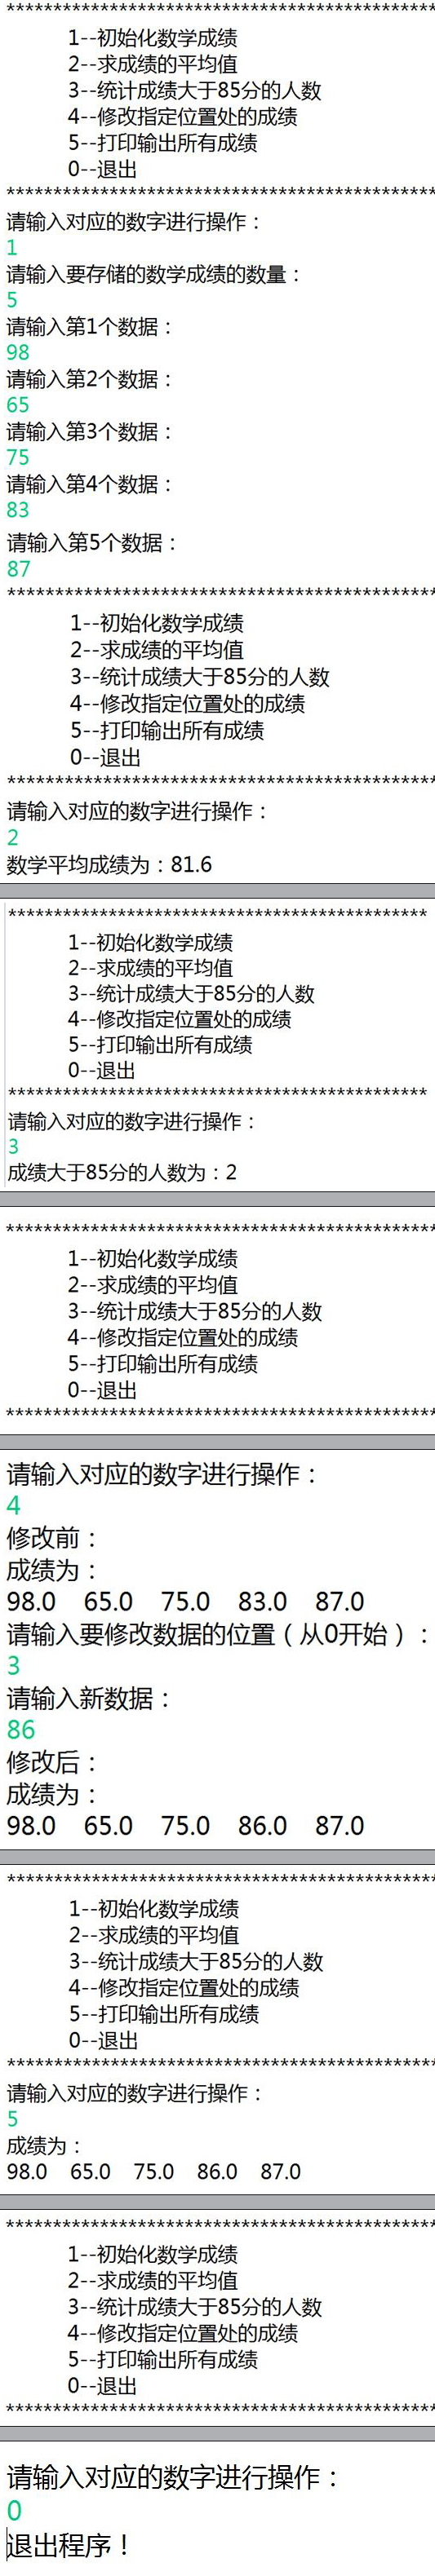 *********************************************
1--初始化数学成绩
2--求成绩的平均值
3--统计成绩大于85分的人数
4--修改指定位置处的成绩
5--打印输出所有成绩
0--退出
*********************************************
请输入对应的数字进行操作：
1
请输入要存储的数学成绩的数量：
5
请输入第1个数据：
98
请输入第2个数据：
65
请输入第3个数据：
75
请输入第4个数据：
83
请输入第5个数据：
87
*********************************************
1--初始化数学成绩
2--求成绩的平均值
3--统计成绩大于85分的人数
4--修改指定位置处的成绩
5--打印输出所有成绩
0--退出
*********************************************
请输入对应的数字进行操作：
2
数学平均成绩为：81.6
*********************************************
1--初始化数学成绩
2--求成绩的平均值
3--统计成绩大于85分的人数
4--修改指定位置处的成绩
5--打印输出所有成绩
0--退出
*********************************************
请输入对应的数字进行操作：
3
成绩大于85分的人数为：2
*********************************************
1--初始化数学成绩
2--求成绩的平均值
3--统计成绩大于85分的人数
4--修改指定位置处的成绩
5--打印输出所有成绩
0--退出
*********************************************
请输入对应的数字进行操作：
4
修改前：
成绩为：
98.0 65.0 75.0 83.0 87.0
请输入要修改数据的位置（从0开始）：
3
请输入新数据：
86
修改后：
成绩为：
98.0 65.0 75.0 86.0 87.0
*********************************************
1--初始化数学成绩
2--求成绩的平均值
3--统计成绩大于85分的人数
4--修改指定位置处的成绩
5--打印输出所有成绩
0--退出
*********************************************
请输入对应的数字进行操作：
5
成绩为：
98.0 65.0 75.0 86.0 87.0
*********************************************
1--初始化数学成绩
2--求成绩的平均值
3--统计成绩大于85分的人数
4--修改指定位置处的成绩
5--打印输出所有成绩
0--退出
*********************************************
请输入对应的数字进行操作：
0
退出程序！